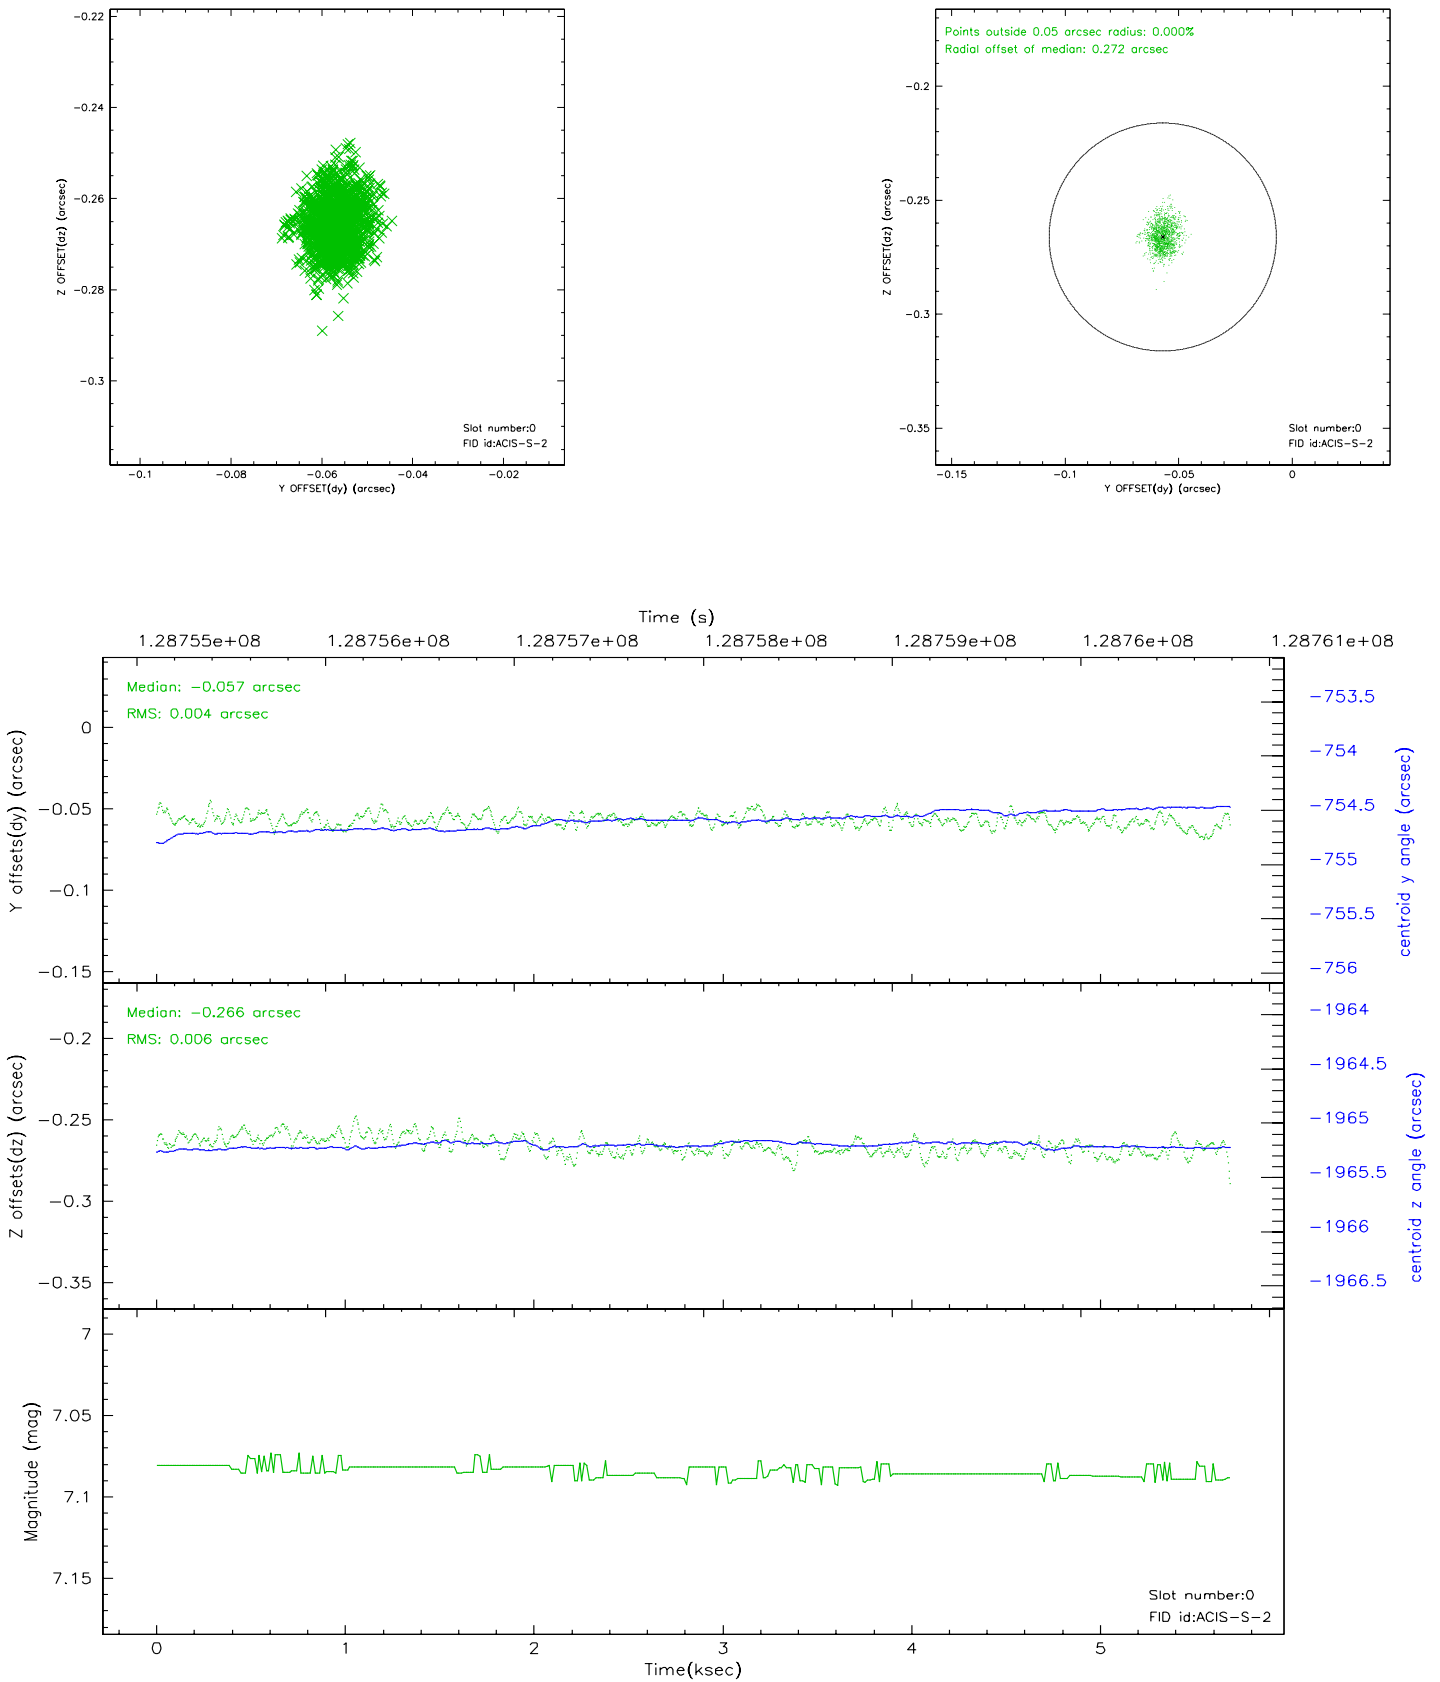 -0.22
-0.24
-0.26
-0.28
-0.3
Z OFFSET(dz) (arcsec)
Slot number:0
FID id:ACIS-S-2
-0.1 -0.08 -0.06 -0.04 -0.02
Y OFFSET(dy) (arcsec)
Points outside 0.05 arcsec radius: 0.000%
Radial offset of median: 0.272 arcsec
-0.2
-0.25
-0.3
-0.35
Z OFFSET(dz) (arcsec)
Slot number:0
FID id:ACIS-S-2
-0.15 -0.1 -0.05 0
Y OFFSET(dy) (arcsec)
Time (s)
1.28755e+08 1.28756e+08 1.28757e+08 1.28758e+08 1.28759e+08 1.2876e+08 1.28761e+08
Median: -0.057 arcsec
RMS: 0.004 arcsec
0
-0.05
-0.1
-0.15
Y offsets(dy) (arcsec)
-753.5
-754
-754.5
-755
-755.5
-756
centroid y angle (arcsec)
Median: -0.266 arcsec
RMS: 0.006 arcsec
-0.2
-0.25
-0.3
-0.35
Z offsets(dz) (arcsec)
-1964
-1964.5
-1965
-1965.5
-1966
-1966.5
centroid z angle (arcsec)
7
7.05
7.1
7.15
Magnitude (mag)
Slot number:0
FID id:ACIS-S-2
0 1 2 3 4 5
Time(ksec)